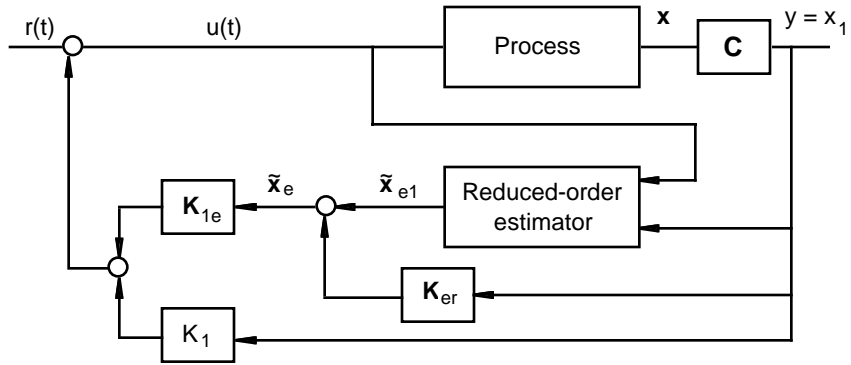 r(t)
u(t)
Process
x
C
y = x₁
Reduced-order
estimator
x̃ₑ₁
x̃ₑ
K₁ₑ
Kₑᵣ
K₁